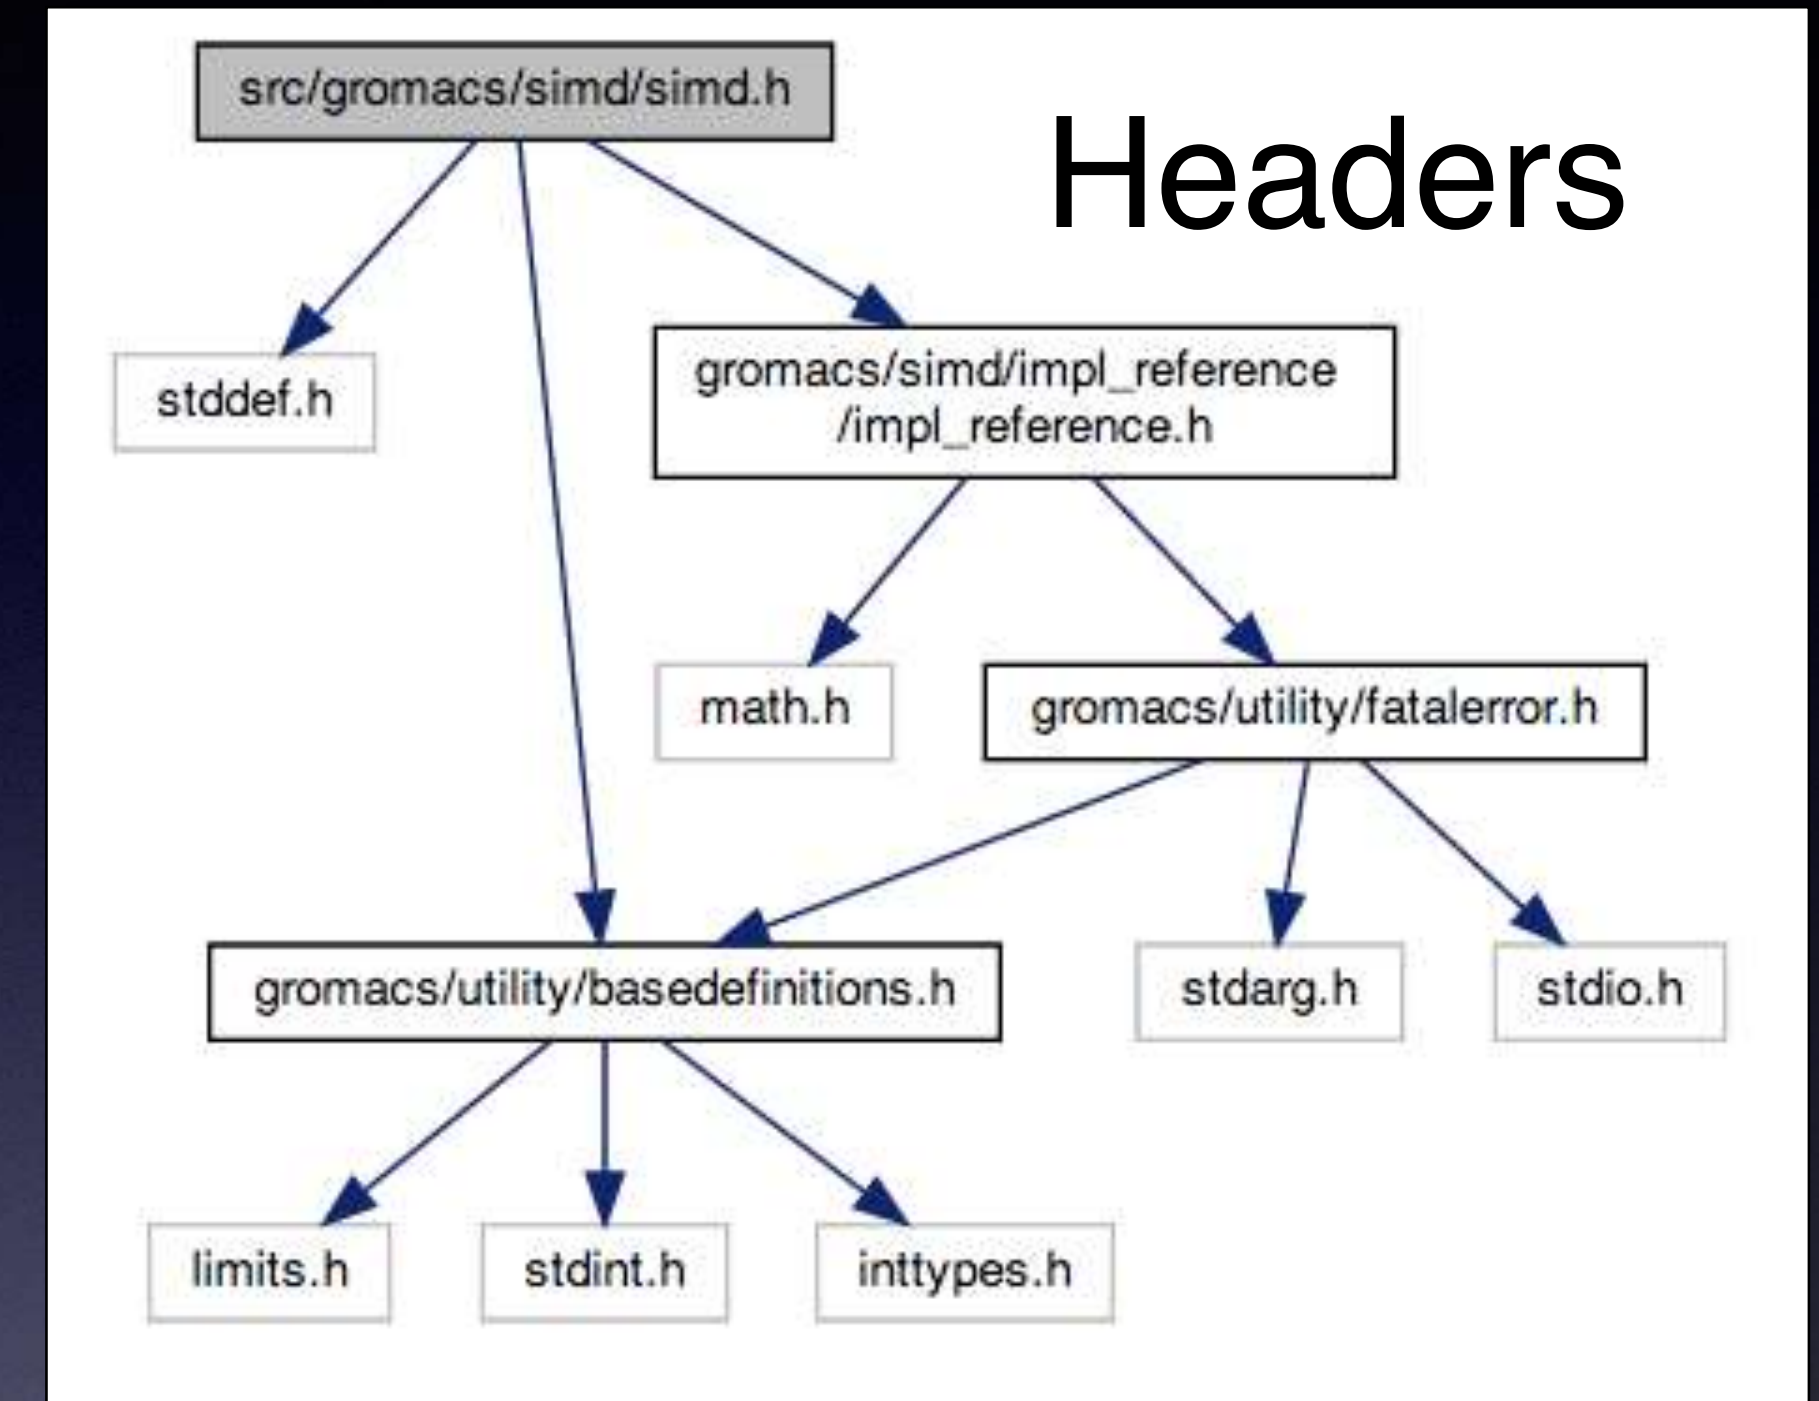 src/gromacs/simd/simd.h
Headers
stddef.h
gromacs/simd/impl_reference
/impl_reference.h
math.h
gromacs/utility/fatalerror.h
gromacs/utility/basedefinitions.h
stdarg.h
stdio.h
limits.h
stdint.h
inttypes.h